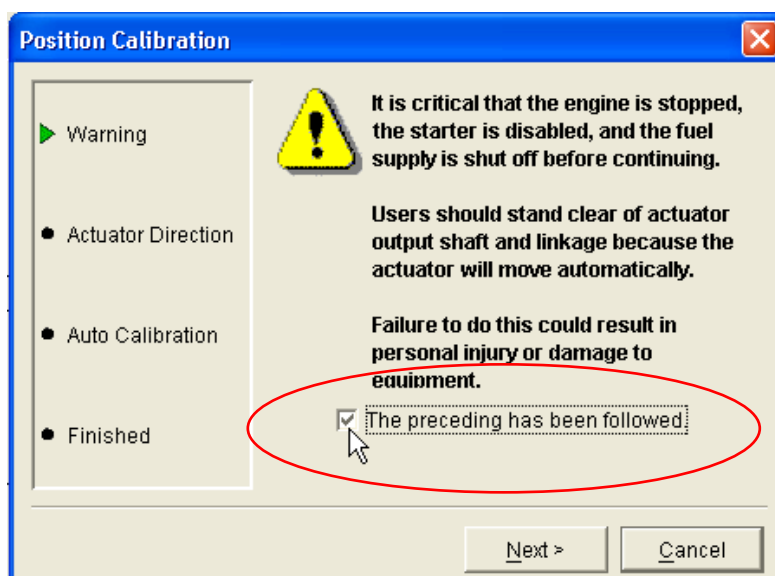 Position Calibration
Warning
Actuator Direction
Auto Calibration
Finished
It is critical that the engine is stopped,
the starter is disabled, and the fuel
supply is shut off before continuing.
Users should stand clear of actuator
output shaft and linkage because the
actuator will move automatically.
Failure to do this could result in
personal injury or damage to
equipment.
The preceding has been followed.
Next >
Cancel